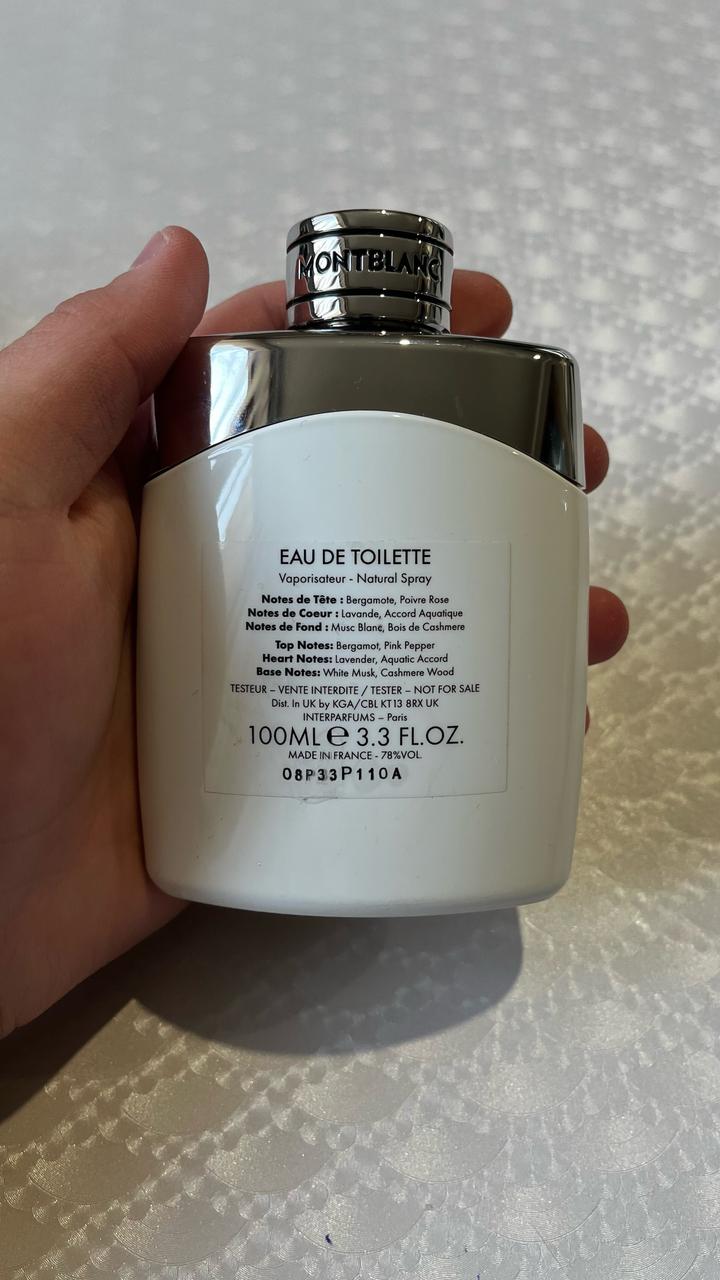 MONTBLANC
EAU DE TOILETTE
Vaporisateur - Natural Spray
Notes de Tête : Bergamote, Poivre Rose
Notes de Coeur : Lavande, Accord Aquatique
Notes de Fond : Musc Blanc, Bois de Cashmere
Top Notes: Bergamot, Pink Pepper
Heart Notes: Lavender, Aquatic Accord
Base Notes: White Musk, Cashmere Wood
TESTEUR – VENTE INTERDITE / TESTER – NOT FOR SALE
Dist. In UK by KGA/CBL KT13 8RX UK
INTERPARFUMS – Paris
100ML ℮ 3.3 FL.OZ.
MADE IN FRANCE - 78%VOL.
08P33P110A